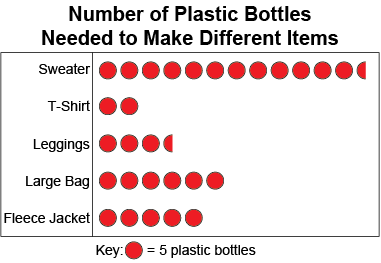 Number of Plastic Bottles
Needed to Make Different Items
Sweater
T-Shirt
Leggings
Large Bag
Fleece Jacket
Key: = 5 plastic bottles